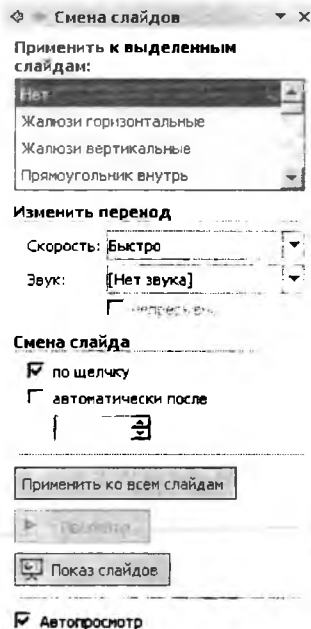 Смена слайдов
Применить к выделенным
слайдам:
Нет
Жалюзи горизонтальные
Жалюзи вертикальные
Прямоугольник внутрь
Изменить переход
Скорость: Быстро
Звук: [Нет звука]
Смена слайда
по щелчку
автоматически после
Применить ко всем слайдам
Показ слайдов
Автопросмотр